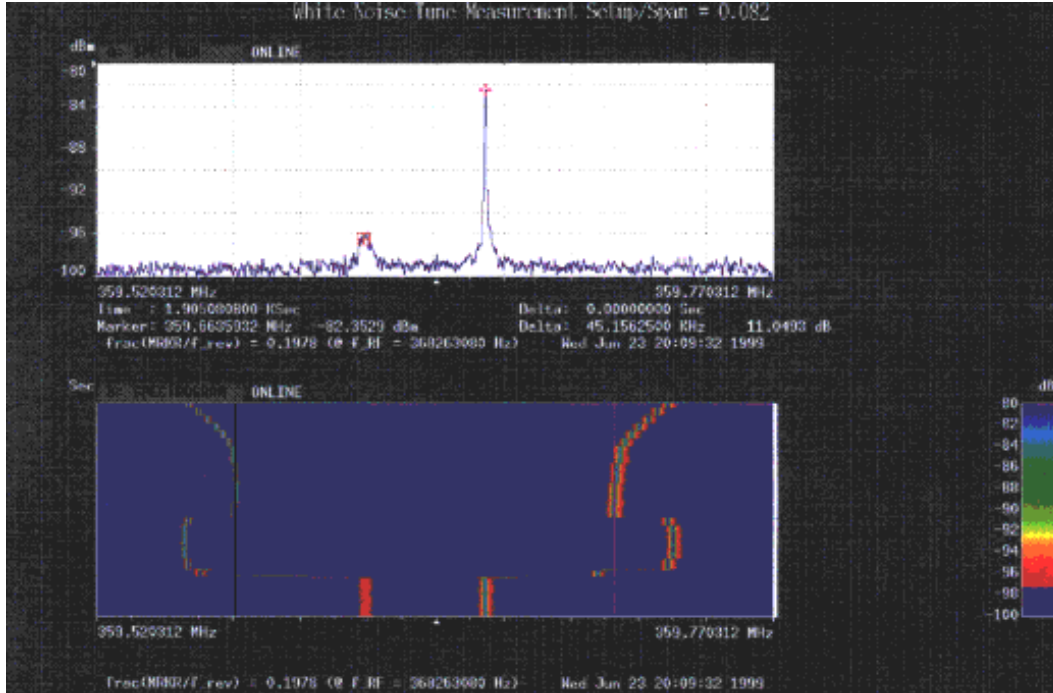 White Noise Tune Measurement Setup/Span = 0.082
dBm ONLINE
-80
-84
-88
-92
-96
100
359.520312 MHz 359.770312 MHz
Time : 1.905080800 KSec Delta: 0.00000000 Sec
Marker: 359.6635932 MHz -82.3529 dBm Delta: 45.1562500 KHz 11.0493 dB
frac(MRKR/f_rev) = 0.1978 (@ F_RF = 368263080 Hz) Wed Jun 23 20:09:32 1999
Sec ONLINE
dB
80
-82
-84
-86
-88
-90
-92
-94
-96
-98
-100
359.520312 MHz 359.770312 MHz
frac(MRKR/f_rev) = 0.1978 (@ F_RF = 368263080 Hz) Wed Jun 23 20:09:32 1999